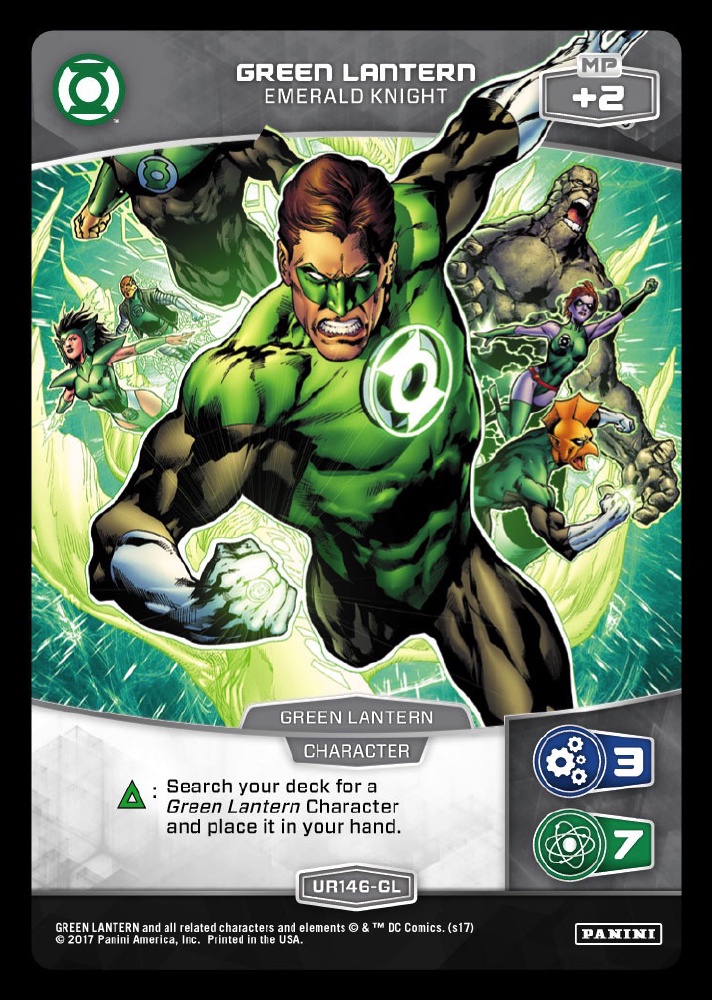 GREEN LANTERN
EMERALD KNIGHT
MP
+2
™
GREEN LANTERN
CHARACTER
: Search your deck for a
Green Lantern Character
and place it in your hand.
3
7
UR146-GL
GREEN LANTERN and all related characters and elements © & ™ DC Comics. (s17)
© 2017 Panini America, Inc. Printed in the USA.
PANINI